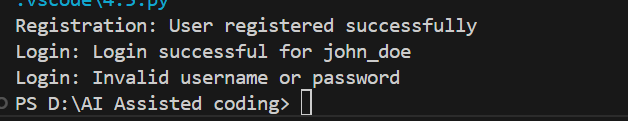 .vscode\4.5.py
Registration: User registered successfully
Login: Login successful for john_doe
Login: Invalid username or password
PS D:\AI Assisted coding>